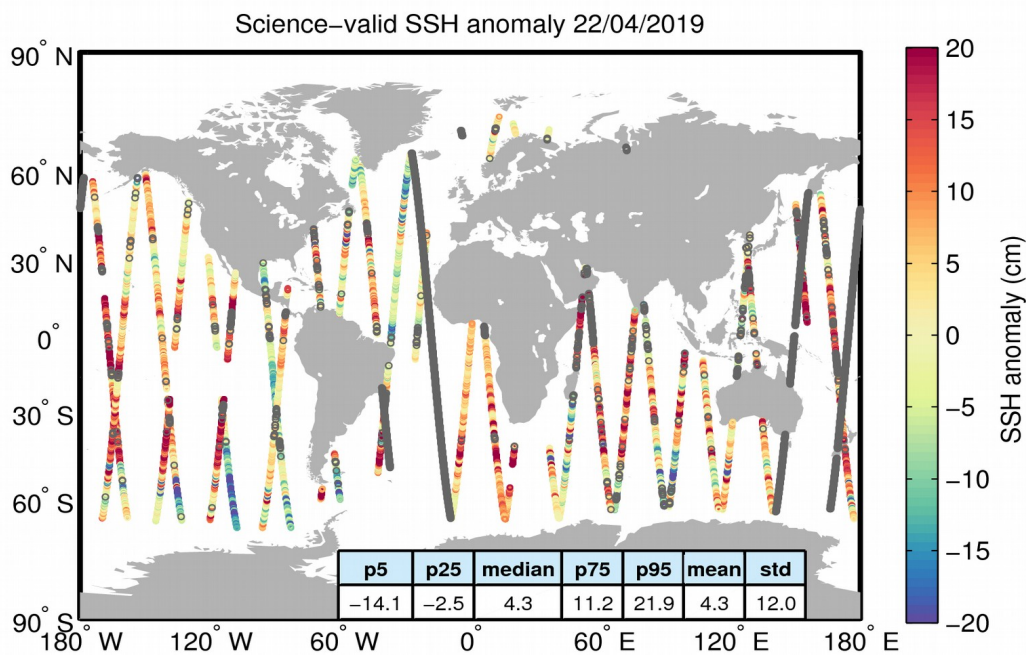 Science−valid SSH anomaly 22/04/2019
90° N
60° N
30° N
0°
30° S
60° S
90° S
180° W
120° W
60° W
0°
60° E
120° E
180° E
p5 p25 median p75 p95 mean std
−14.1 −2.5 4.3 11.2 21.9 4.3 12.0
20
15
10
5
0
−5
−10
−15
−20
SSH anomaly (cm)